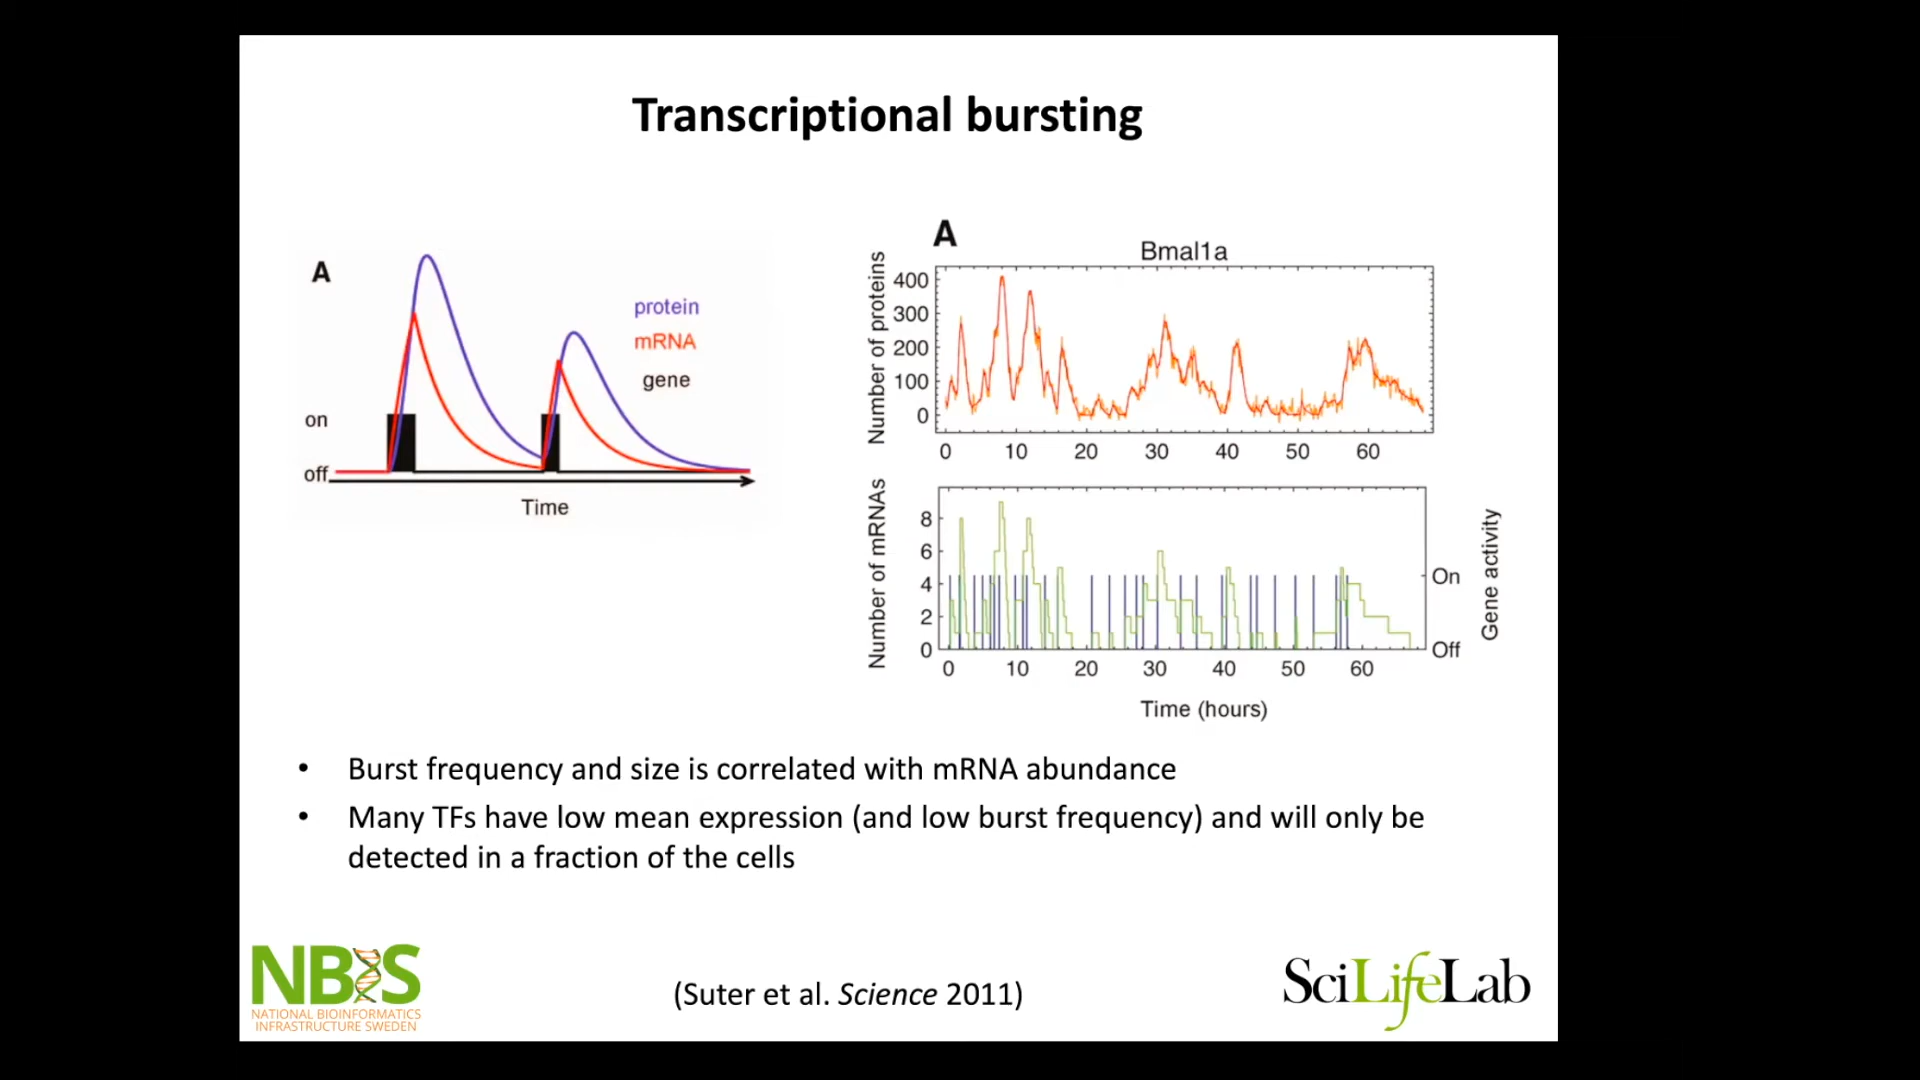 Transcriptional bursting
A
protein
mRNA
gene
on
off
Time
A
Bmal1a
Number of proteins
400
300
200
100
0
0 10 20 30 40 50 60
Number of mRNAs
8
6
4
2
0
On
Off
Gene activity
0 10 20 30 40 50 60
Time (hours)
• Burst frequency and size is correlated with mRNA abundance
• Many TFs have low mean expression (and low burst frequency) and will only be
detected in a fraction of the cells
NBIS
NATIONAL BIOINFORMATICS
INFRASTRUCTURE SWEDEN
(Suter et al. Science 2011)
SciLifeLab